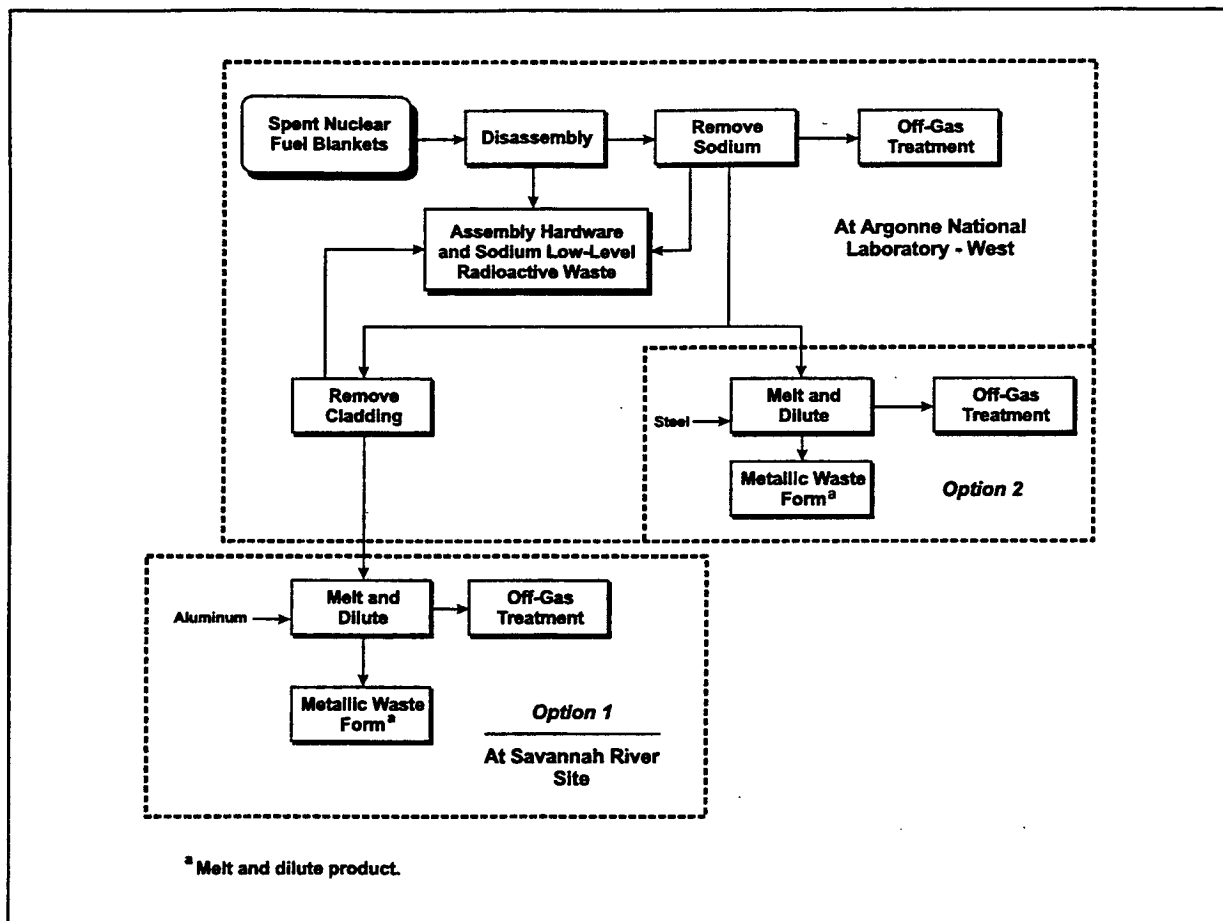 Spent Nuclear
Fuel Blankets
Disassembly
Remove
Sodium
Off-Gas
Treatment
Assembly Hardware
and Sodium Low-Level
Radioactive Waste
At Argonne National
Laboratory - West
Remove
Cladding
Steel
Melt and
Dilute
Off-Gas
Treatment
Metallic Waste
Form a
Option 2
Aluminum
Melt and
Dilute
Off-Gas
Treatment
Metallic Waste
Form a
Option 1
At Savannah River
Site
a Melt and dilute product.